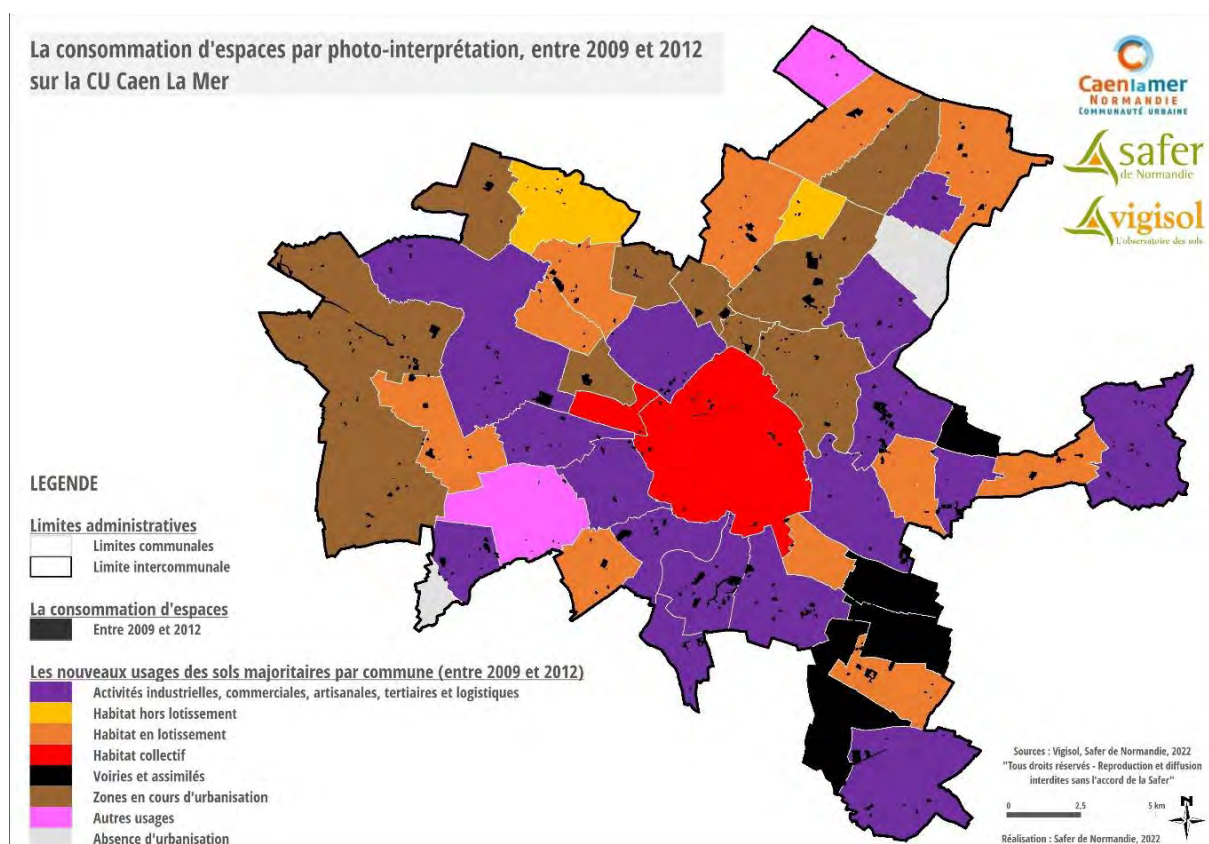 La consommation d'espaces par photo-interprétation, entre 2009 et 2012
sur la CU Caen La Mer
Caenlamer
NORMANDIE
COMMUNAUTÉ URBAINE
safer
de Normandie
vigisol
L'observatoire des sols
LEGENDE
Limites administratives
Limites communales
Limite intercommunale
La consommation d'espaces
Entre 2009 et 2012
Les nouveaux usages des sols majoritaires par commune (entre 2009 et 2012)
Activités industrielles, commerciales, artisanales, tertiaires et logistiques
Habitat hors lotissement
Habitat en lotissement
Habitat collectif
Voiries et assimilés
Zones en cours d'urbanisation
Autres usages
Absence d'urbanisation
Sources : Vigisol, Safer de Normandie, 2022
"Tous droits réservés - Reproduction et diffusion
interdites sans l'accord de la Safer"
0 2,5 5 km
N
Réalisation : Safer de Normandie, 2022